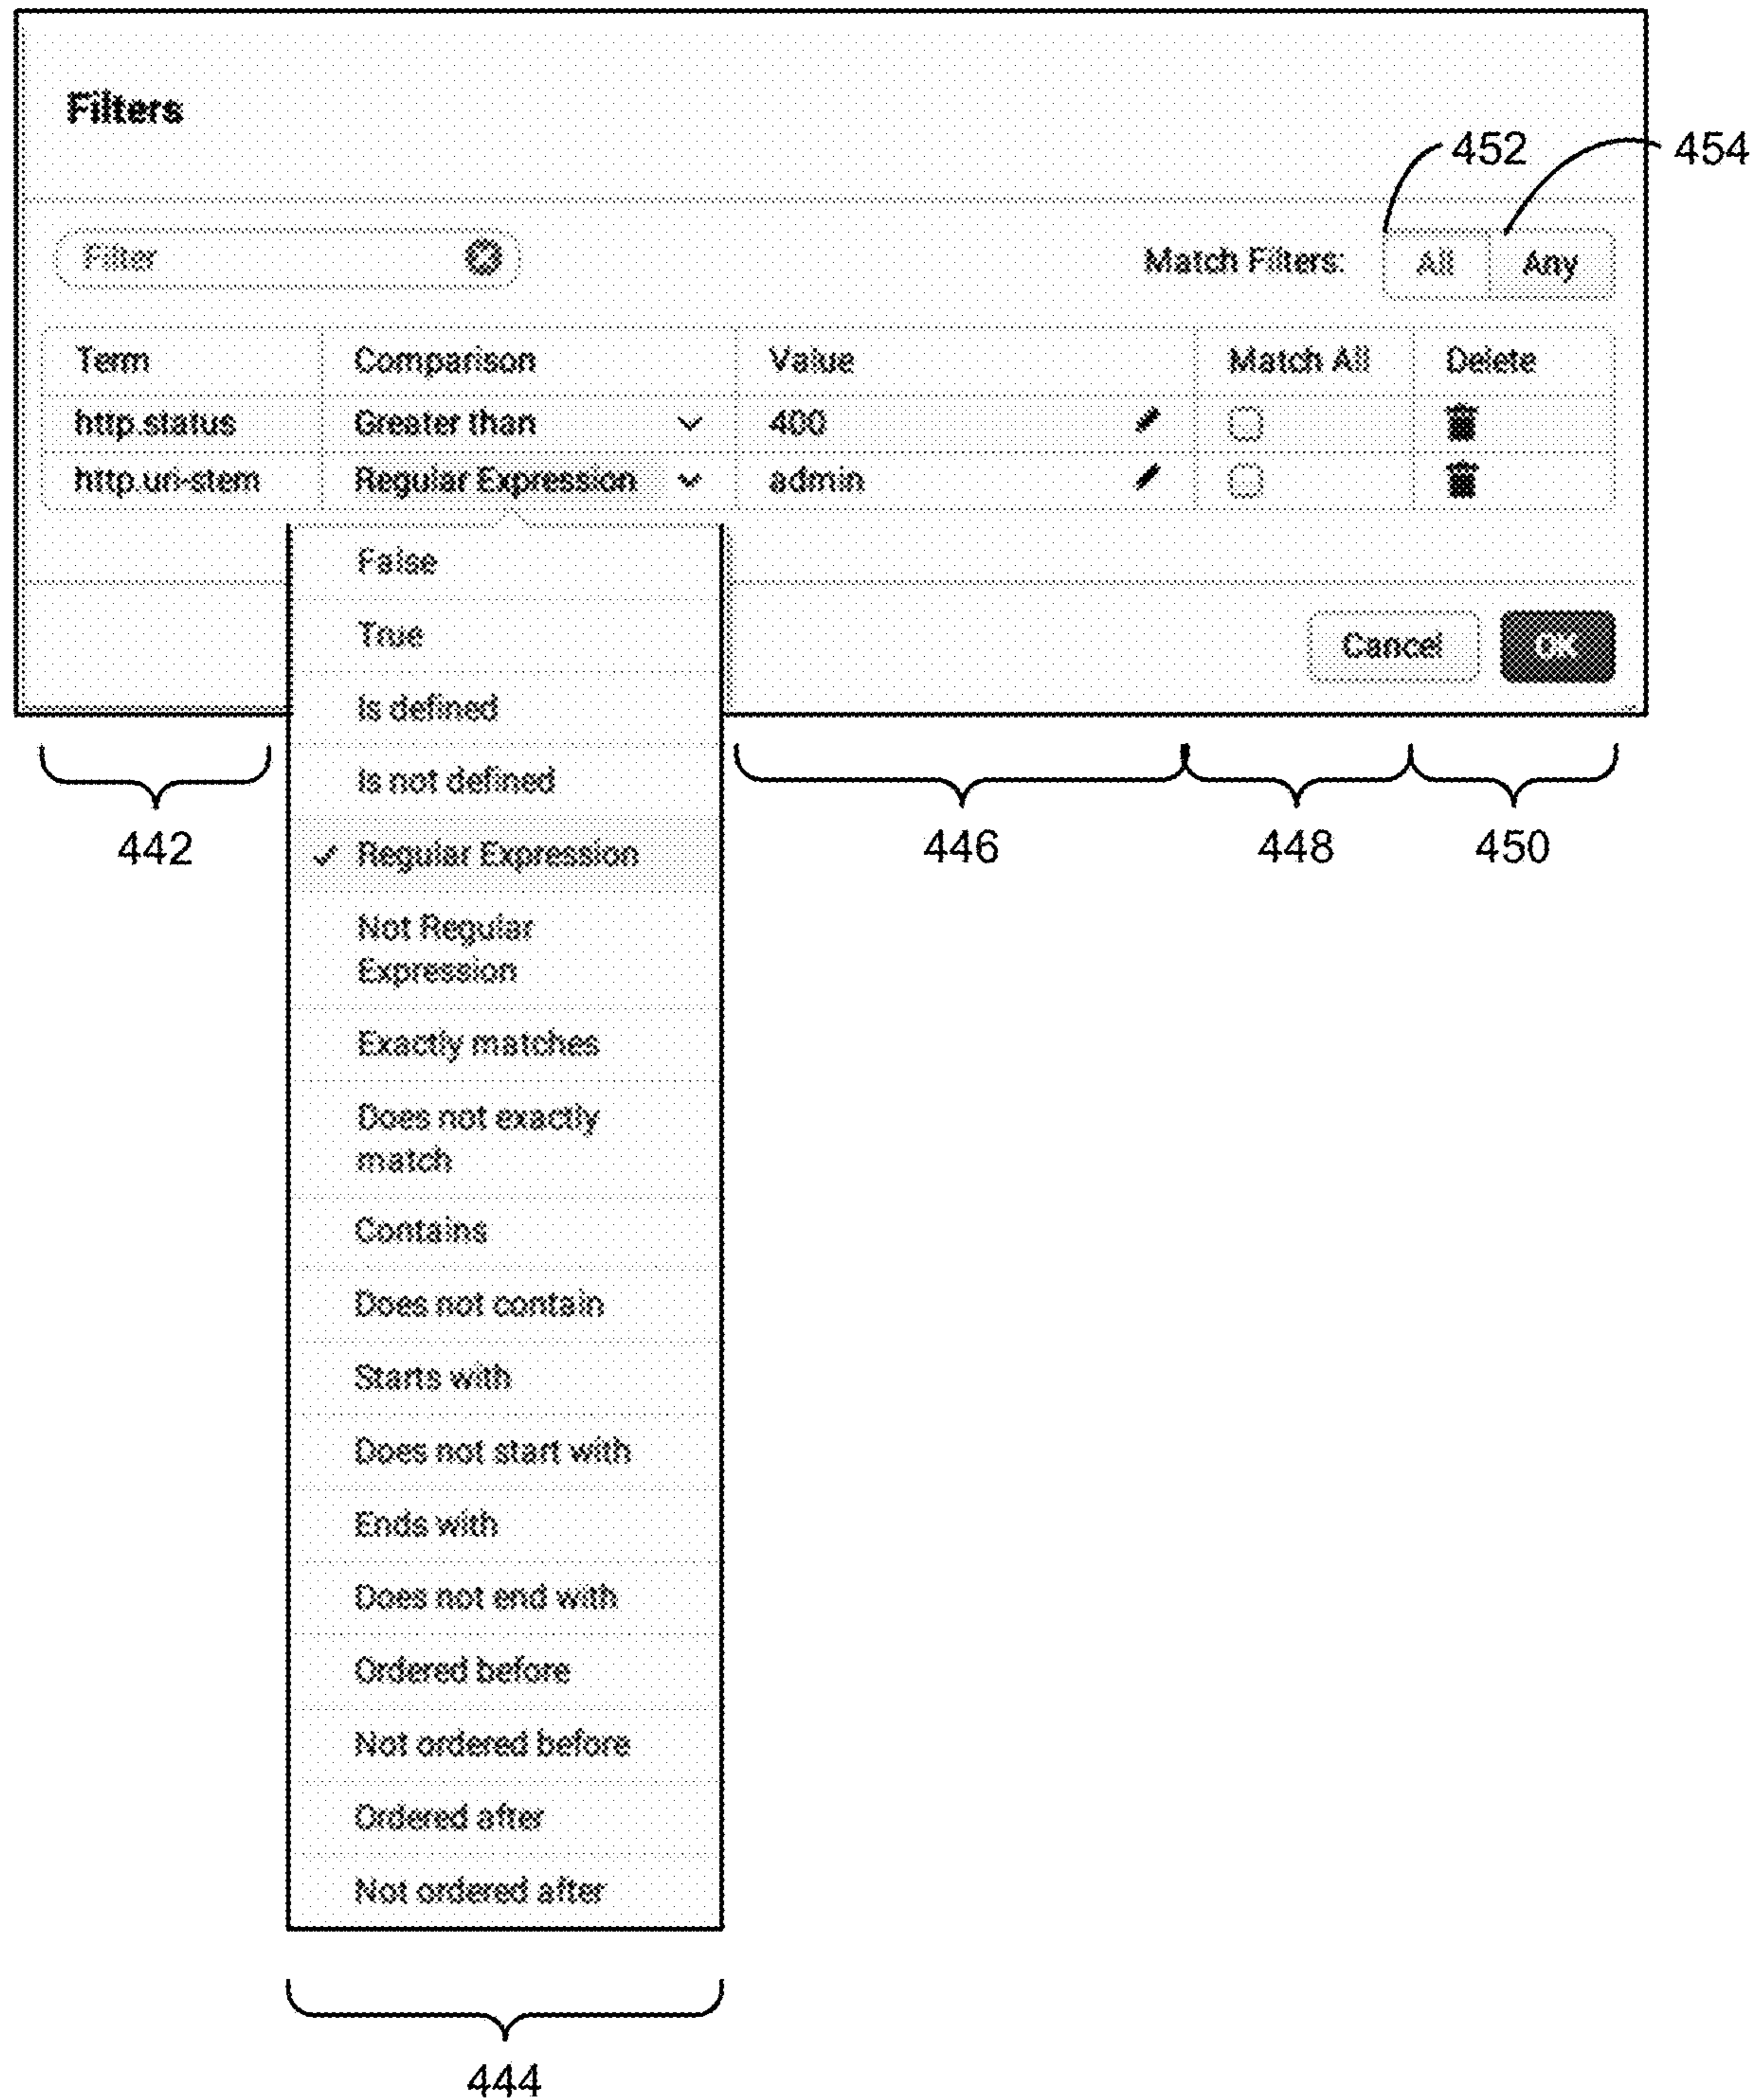 Filters
452
454
Filter
Match Filters:
All
Any
Term
Comparison
Value
Match All
Delete
http.status
Greater than
400
http.uri-stem
Regular Expression
admin
False
True
Cancel
OK
Is defined
Is not defined
442
446
448
450
Regular Expression
Not Regular
Expression
Exactly matches
Does not exactly
match
Contains
Does not contain
Starts with
Does not start with
Ends with
Does not end with
Ordered before
Not ordered before
Ordered after
Not ordered after
444